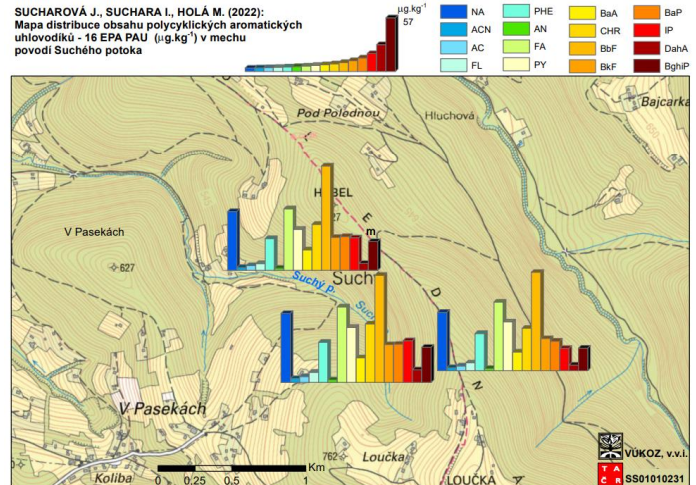 SUCHAROVÁ J., SUCHARA I., HOLÁ M. (2022):
Mapa distribuce obsahu polycyklických aromatických
uhlovodíků - 16 EPA PAU (µg.kg-1) v mechu
povodí Suchého potoka
µg.kg-1
57
NA
ACN
AC
FL
PHE
AN
FA
PY
BaA
CHR
BbF
BkF
BaP
IP
DahA
BghiP
Pod Polednou
Hluchová
Bajcarka
V Pasekách
627
m
E
Suchý p.
D
N
V Pasekách
Koliba
762
Loučka
LOUČKA
A
0 0.25 0.5 1
Km
VÚKOZ, v.v.i.
T A
Č R
SS01010231